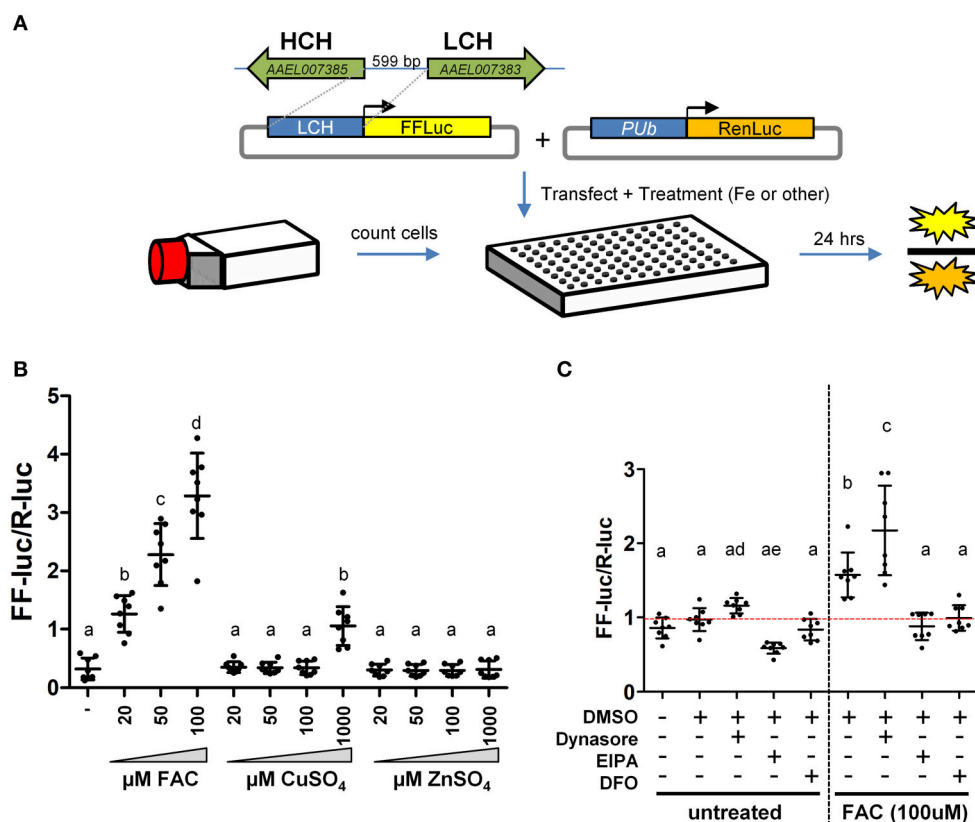 A
HCH
LCH
AAEL007385
599 bp
AAEL007383
LCH
FFLuc
+
PUb
RenLuc
Transfect + Treatment (Fe or other)
count cells
24 hrs
B
FF-luc/R-luc
5
4
3
2
1
0
a b c d a a a b a a a a
- 20 50 100 20 50 100 1000 20 50 100 1000
µM FAC µM CuSO₄ µM ZnSO₄
C
FF-luc/R-luc
3
2
1
0
a a ad ae a b c a a
DMSO - + + + + + + + +
Dynasore - - + - - - + - -
EIPA - - - + - - - + -
DFO - - - - + - - - +
untreated FAC (100uM)